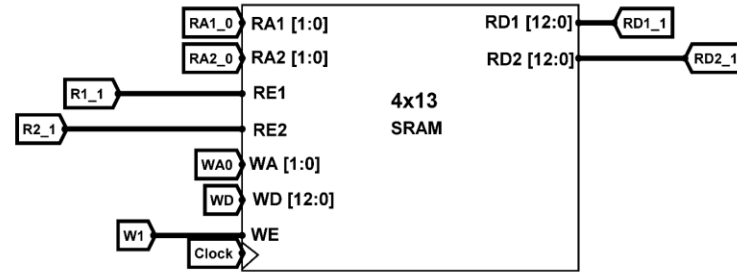 RA1_0 RA1 [1:0] RD1 [12:0] RD1_1
RA2_0 RA2 [1:0] RD2 [12:0] RD2_1
R1_1 RE1
4x13
R2_1 RE2 SRAM
WA0 WA [1:0]
WD WD [12:0]
W1 WE
Clock